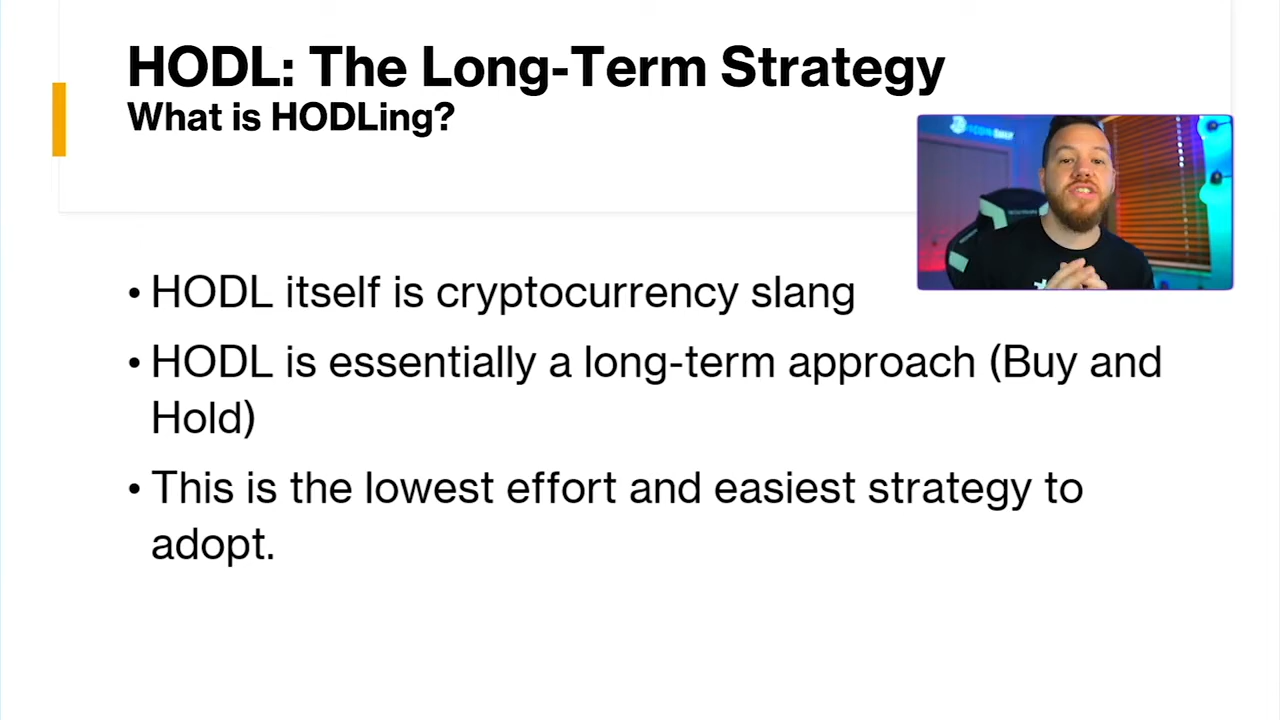 HODL: The Long-Term Strategy
What is HODLing?
• HODL itself is cryptocurrency slang
• HODL is essentially a long-term approach (Buy and
Hold)
• This is the lowest effort and easiest strategy to
adopt.